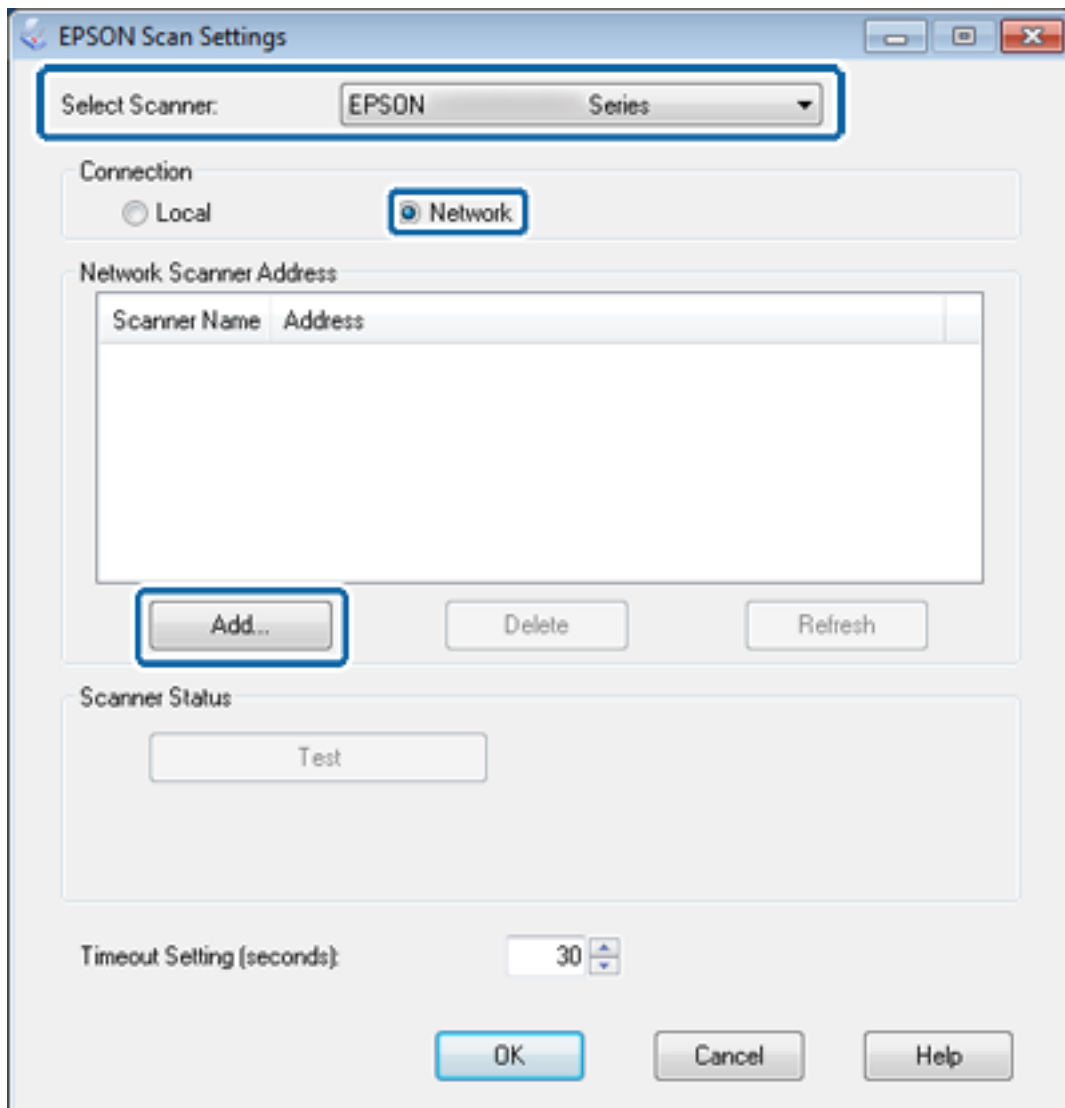 EPSON Scan Settings
Select Scanner: EPSON Series
Connection
Local Network
Network Scanner Address
Scanner Name Address
Add... Delete Refresh
Scanner Status
Test
Timeout Setting (seconds): 30
OK Cancel Help